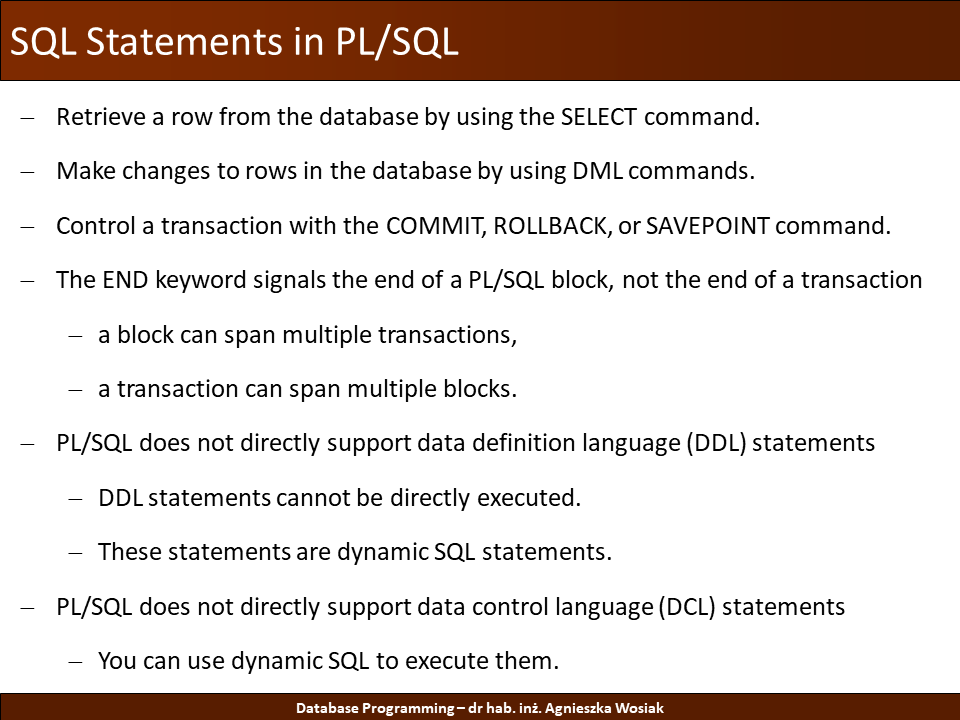 SQL Statements in PL/SQL
– Retrieve a row from the database by using the SELECT command.
– Make changes to rows in the database by using DML commands.
– Control a transaction with the COMMIT, ROLLBACK, or SAVEPOINT command.
– The END keyword signals the end of a PL/SQL block, not the end of a transaction
– a block can span multiple transactions,
– a transaction can span multiple blocks.
– PL/SQL does not directly support data definition language (DDL) statements
– DDL statements cannot be directly executed.
– These statements are dynamic SQL statements.
– PL/SQL does not directly support data control language (DCL) statements
– You can use dynamic SQL to execute them.
Database Programming – dr hab. inż. Agnieszka Wosiak